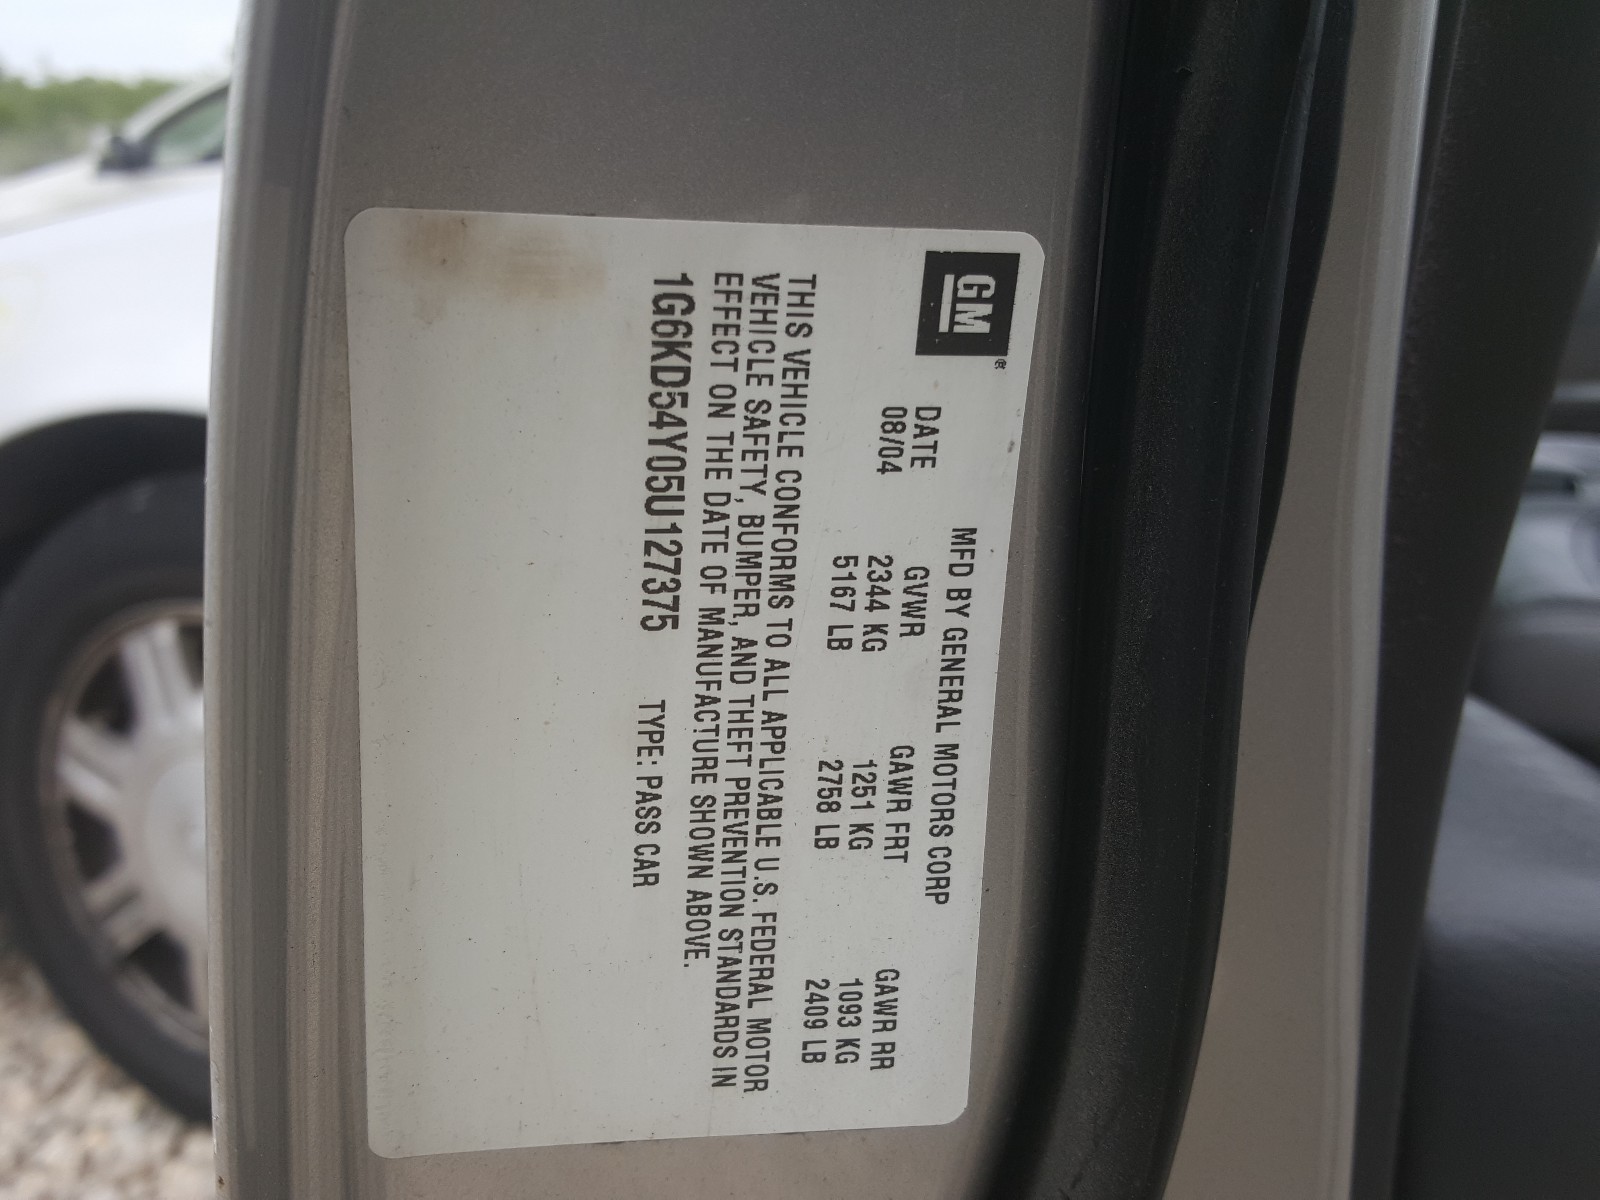 GM®
MFD BY GENERAL MOTORS CORP
DATE GVWR GAWR FRT GAWR RR
08/04 2344 KG 1251 KG 1093 KG
5167 LB 2758 LB 2409 LB
THIS VEHICLE CONFORMS TO ALL APPLICABLE U.S. FEDERAL MOTOR
VEHICLE SAFETY, BUMPER, AND THEFT PREVENTION STANDARDS IN
EFFECT ON THE DATE OF MANUFACTURE SHOWN ABOVE.
1G6KD54Y05U127375 TYPE: PASS CAR